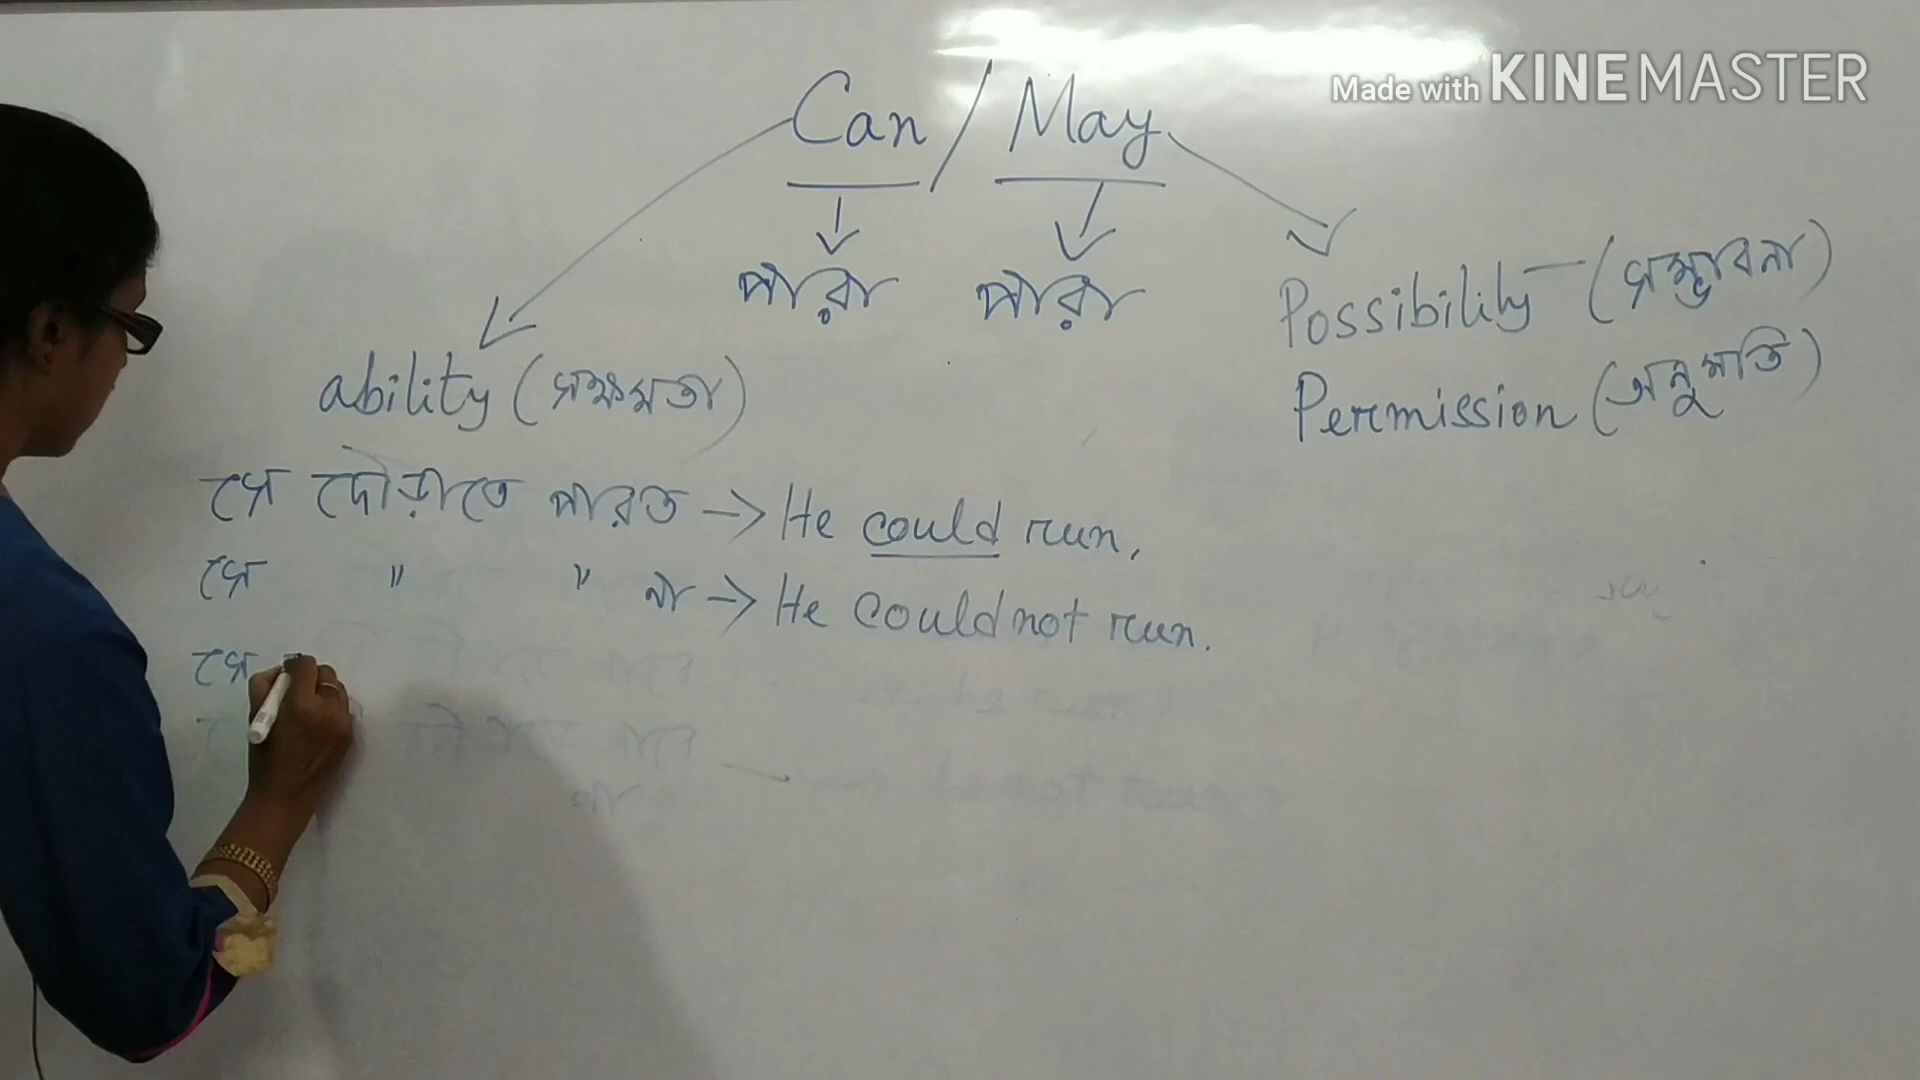 Made with KINEMASTER
Can / May
পারা পারা
Possibility - (সম্ভাবনা)
ability (সক্ষমতা)
Permission (অনুমতি)
সে দৌড়াতে পারত -> He could run.
সে " " না -> He could not run.
সে